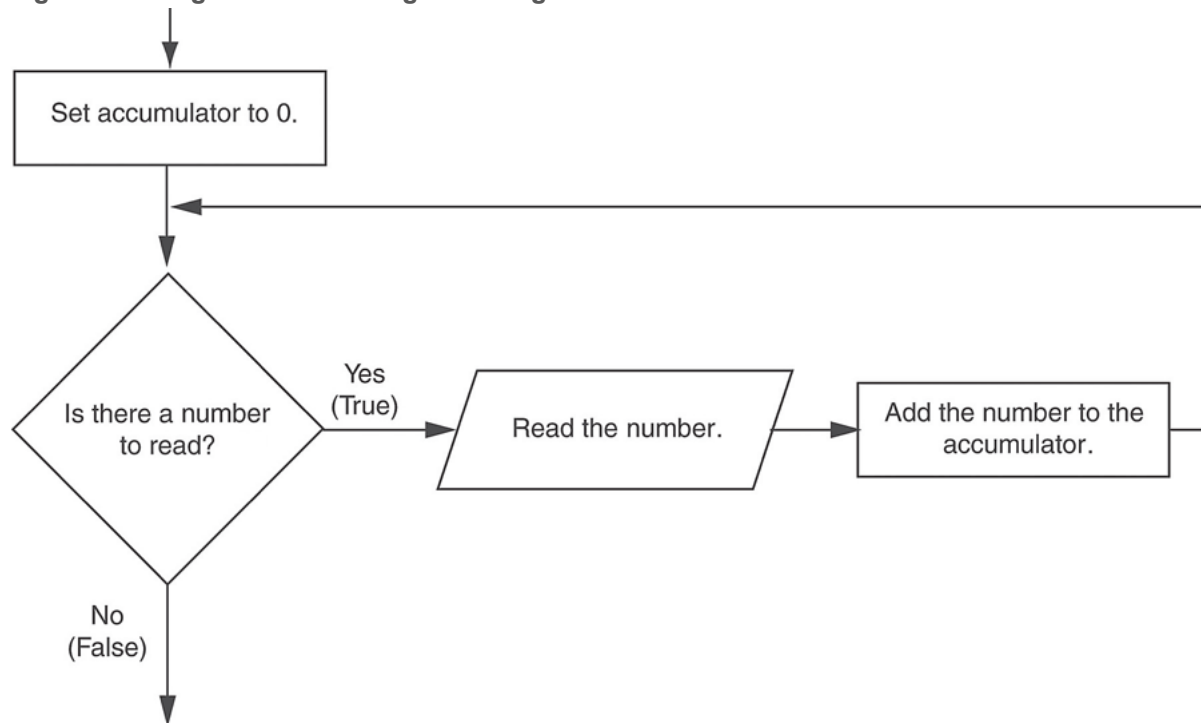 Set accumulator to 0.
Is there a number
to read?
Yes
(True)
Read the number.
Add the number to the
accumulator.
No
(False)